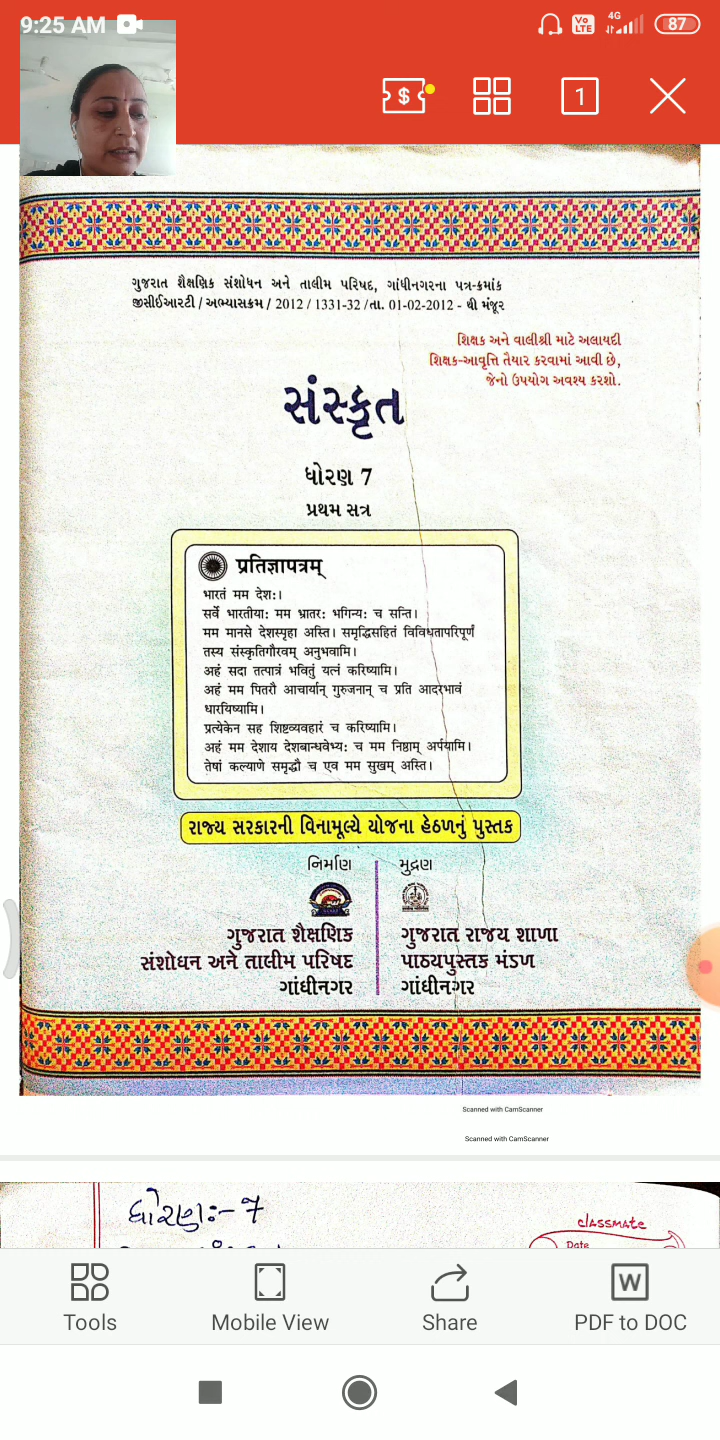 9:25 AM
Vo LTE
4G
87
$
1
ગુજરાત શૈક્ષણિક સંશોધન અને તાલીમ પરિષદ, ગાંધીનગરના પત્ર-ક્રમાંક
જીસીઈઆરટી / અભ્યાસક્રમ / 2012 / 1331-32 /તા. 01-02-2012 - થી મંજૂર
શિક્ષક અને વાલીશ્રી માટે અલાયદી
શિક્ષક-આવૃત્તિ તૈયાર કરવામાં આવી છે,
જેનો ઉપયોગ અવશ્ય કરશો.
સંસ્કૃત
ધોરણ 7
પ્રથમ સત્ર
प्रतिज्ञापत्रम्
भारतं मम देशः।
सर्वे भारतीयाः मम भ्रातरः भगिन्यः च सन्ति।
मम मानसे देशस्पृहा अस्ति। समृद्धिसहितं विविधतापरिपूर्णं
तस्य संस्कृतिगौरवम् अनुभवामि।
अहं सदा तत्पात्रं भवितुं यत्नं करिष्यामि।
अहं मम पितरौ आचार्यान् गुरुजनान् च प्रति आदरभावं
धारयिष्यामि।
प्रत्येकेन सह शिष्टव्यवहारं च करिष्यामि।
अहं मम देशाय देशबान्धवेभ्यः च मम निष्ठाम् अर्पयामि।
तेषां कल्याणे समृद्धौ च एव मम सुखम् अस्ति।
રાજ્ય સરકારની વિનામૂલ્યે યોજના હેઠળનું પુસ્તક
નિર્માણ
ગુજરાત શૈક્ષણિક
સંશોધન અને તાલીમ પરિષદ
ગાંધીનગર
મુદ્રણ
ગુજરાત રાજ્ય શાળા
પાઠ્યપુસ્તક મંડળ
ગાંધીનગર
Scanned with CamScanner
Scanned with CamScanner
ધોરણ:- 7
classmate
Date
Tools
Mobile View
Share
W
PDF to DOC